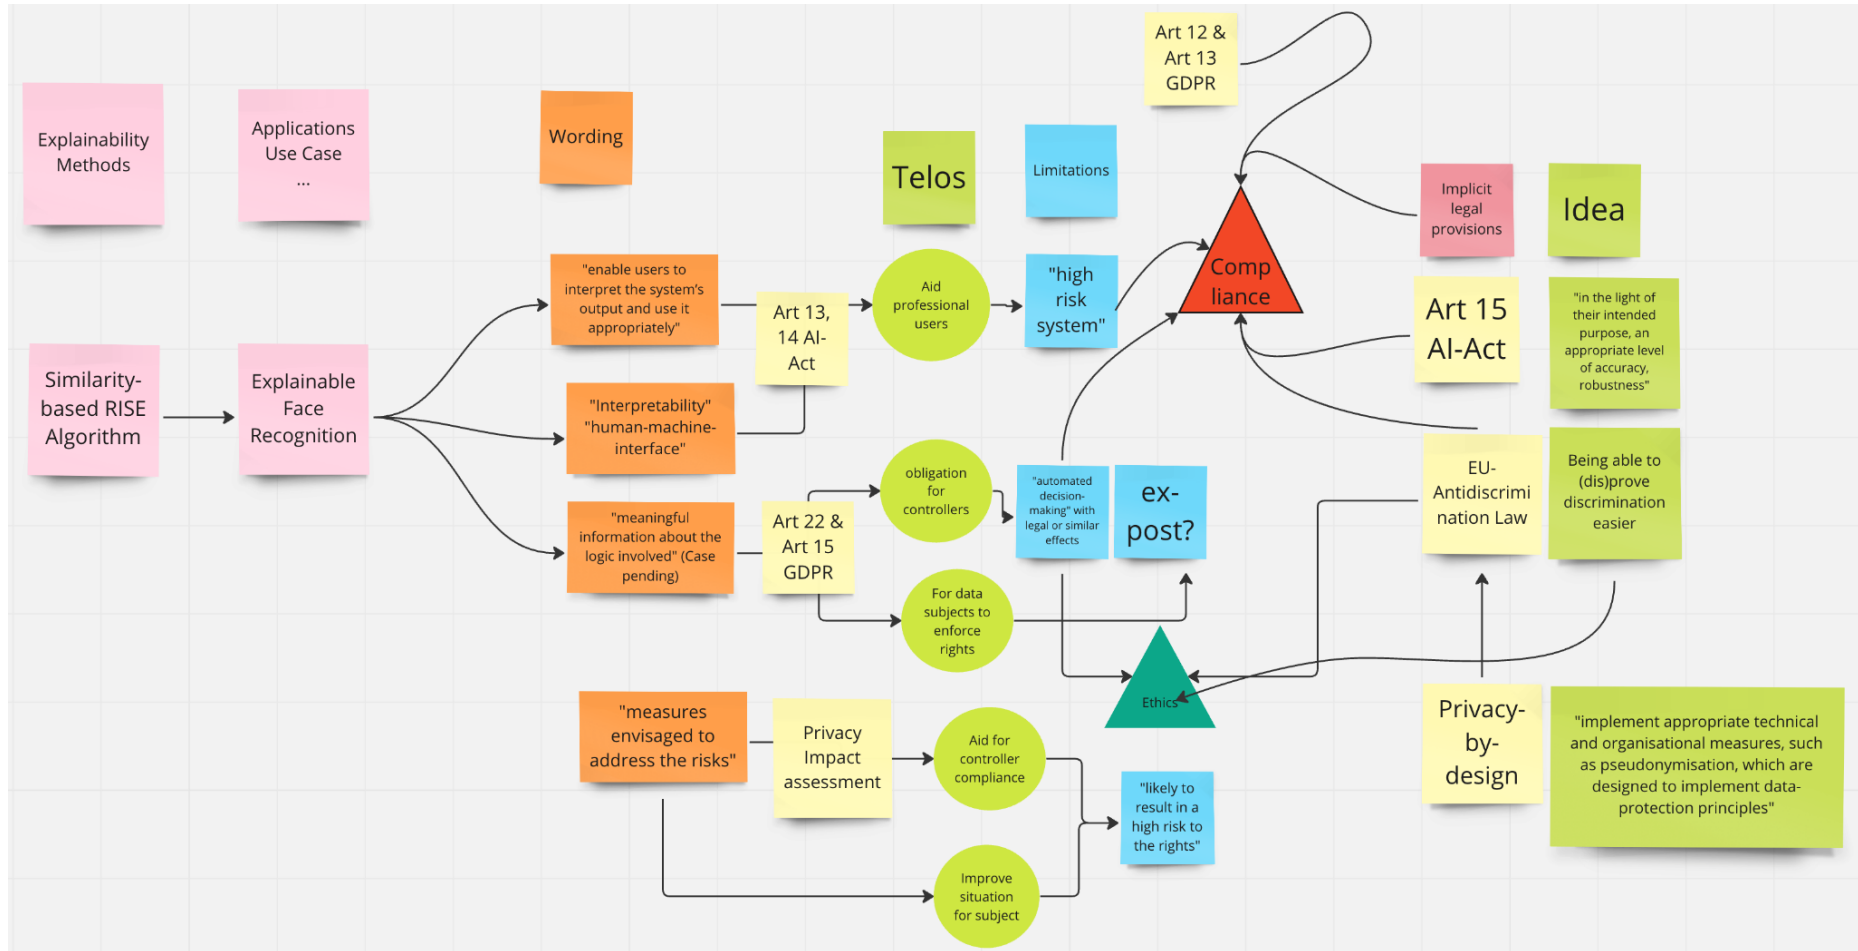 Art 12 &
Art 13
GDPR
Explainability
Methods
Applications
Use Case
...
Wording
Telos
Limitations
Implicit
legal
provisions
Idea
"enable users to
interpret the system's
output and use it
appropriately"
Art 13,
14 AI-
Act
Aid
professional
users
"high
risk
system"
Comp
liance
Art 15
AI-Act
"in the light of
their intended
purpose, an
appropriate level
of accuracy,
robustness"
Similarity-
based RISE
Algorithm
Explainable
Face
Recognition
"Interpretability"
"human-machine-
interface"
"meaningful
information about the
logic involved" (Case
pending)
Art 22 &
Art 15
GDPR
obligation
for
controllers
"automated
decision-
making" with
legal or similar
effects
ex-
post?
EU-
Antidiscrimi
nation Law
Being able to
(dis)prove
discrimination
easier
For data
subjects to
enforce
rights
Ethics
"measures
envisaged to
address the risks"
Privacy
Impact
assessment
Aid for
controller
compliance
"likely to
result in a
high risk to
the rights"
Improve
situation
for subject
Privacy-
by-
design
"implement appropriate technical
and organisational measures, such
as pseudonymisation, which are
designed to implement data-
protection principles"